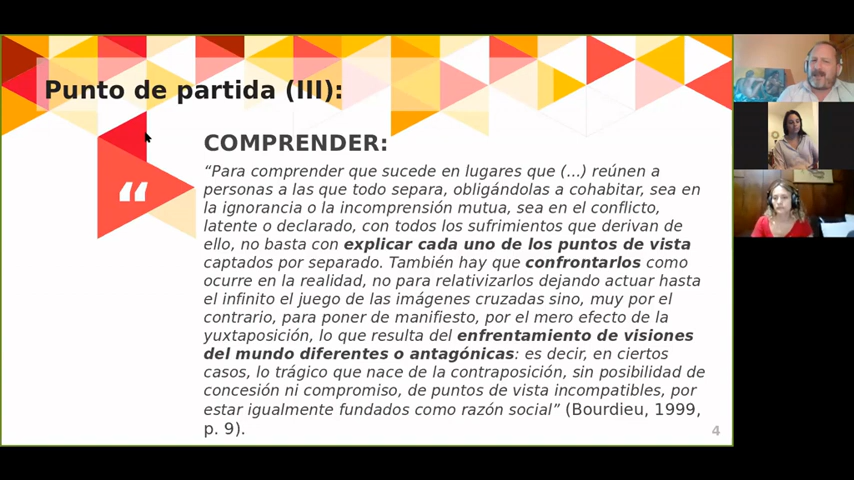 Punto de partida (III):
COMPRENDER:
“
“Para comprender que sucede en lugares que (...) reúnen a
personas a las que todo separa, obligándolas a cohabitar, sea en
la ignorancia o la incomprensión mutua, sea en el conflicto,
latente o declarado, con todos los sufrimientos que derivan de
ello, no basta con explicar cada uno de los puntos de vista
captados por separado. También hay que confrontarlos como
ocurre en la realidad, no para relativizarlos dejando actuar hasta
el infinito el juego de las imágenes cruzadas sino, muy por el
contrario, para poner de manifiesto, por el mero efecto de la
yuxtaposición, lo que resulta del enfrentamiento de visiones
del mundo diferentes o antagónicas: es decir, en ciertos
casos, lo trágico que nace de la contraposición, sin posibilidad de
concesión ni compromiso, de puntos de vista incompatibles, por
estar igualmente fundados como razón social” (Bourdieu, 1999,
p. 9).
4